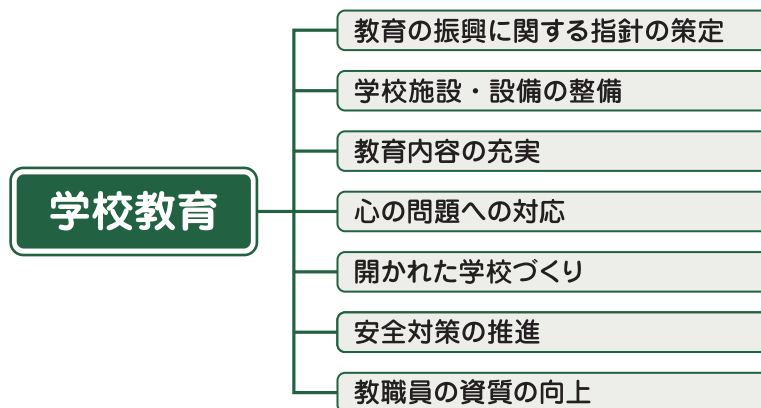 学校教育
教育の振興に関する指針の策定
学校施設・設備の整備
教育内容の充実
心の問題への対応
開かれた学校づくり
安全対策の推進
教職員の資質の向上